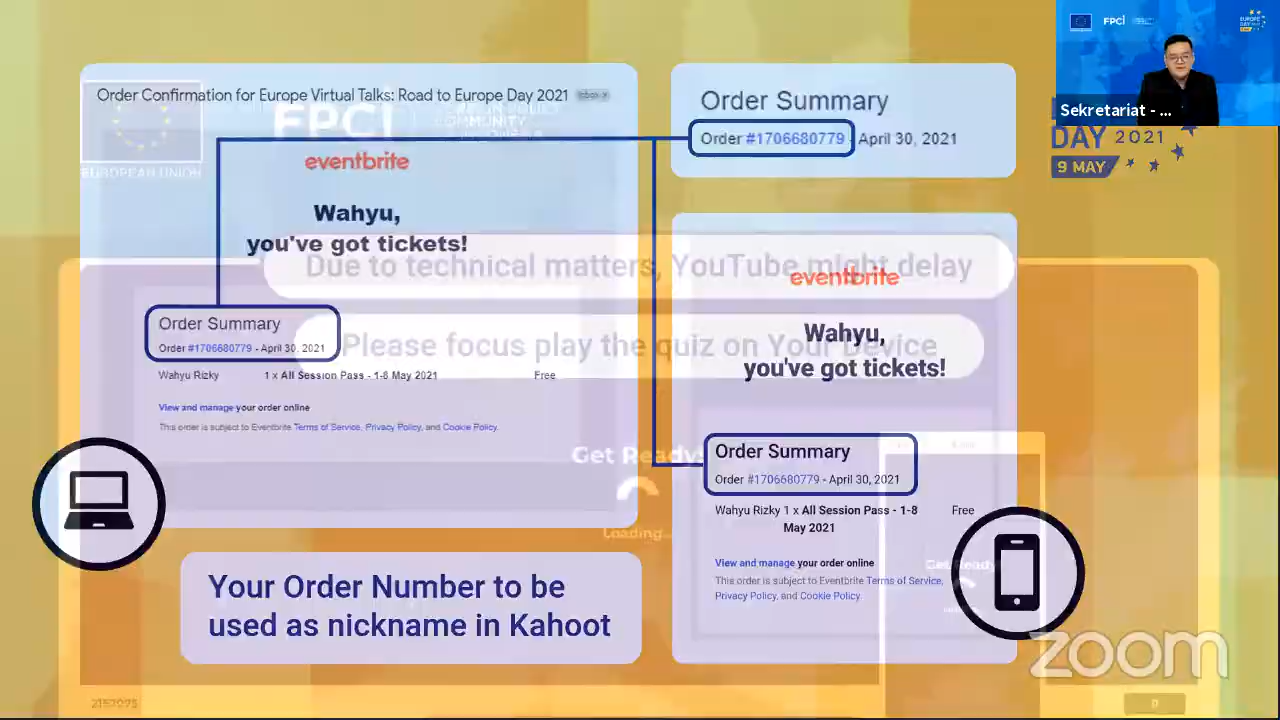 Order Confirmation for Europe Virtual Talks: Road to Europe Day 2021 Inbox x
FPCI
COMMUNITY
EUROPEAN UNION
eventbrite
Wahyu,
you've got tickets!
Order Summary
Order #1706680779 - April 30, 2021
Wahyu Rizky 1 x All Session Pass - 1-8 May 2021 Free
View and manage your order online
This order is subject to Eventbrite Terms of Service, Privacy Policy, and Cookie Policy.
Order Summary
Order #1706680779 - April 30, 2021
Due to technical matters, YouTube might delay
Please focus play the quiz on Your Device
eventbrite
Wahyu,
you've got tickets!
Get Ready!
Loading...
Order Summary
Order #1706680779 - April 30, 2021
Wahyu Rizky 1 x All Session Pass - 1-8 Free
May 2021
View and manage your order online
This order is subject to Eventbrite Terms of Service,
Privacy Policy, and Cookie Policy.
Get Ready!
Your Order Number to be
used as nickname in Kahoot
FPCI
Sekretariat - ...
DAY 2021
9 MAY
zoom
0